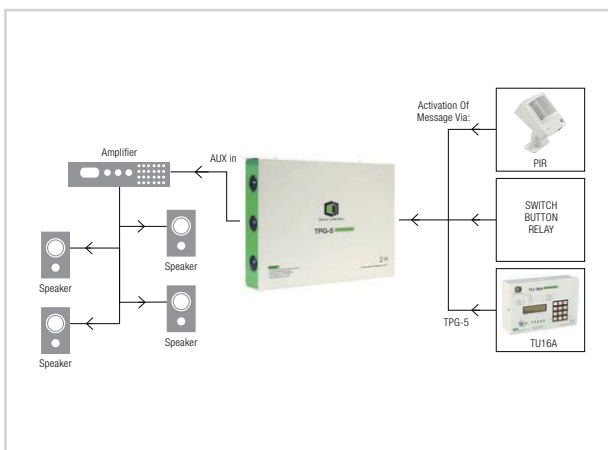 Activation Of
Message Via:
PIR
Amplifier
AUX in
TPG-5
SWITCH
BUTTON
RELAY
Speaker
Speaker
Speaker
Speaker
TPG-5
TU16A